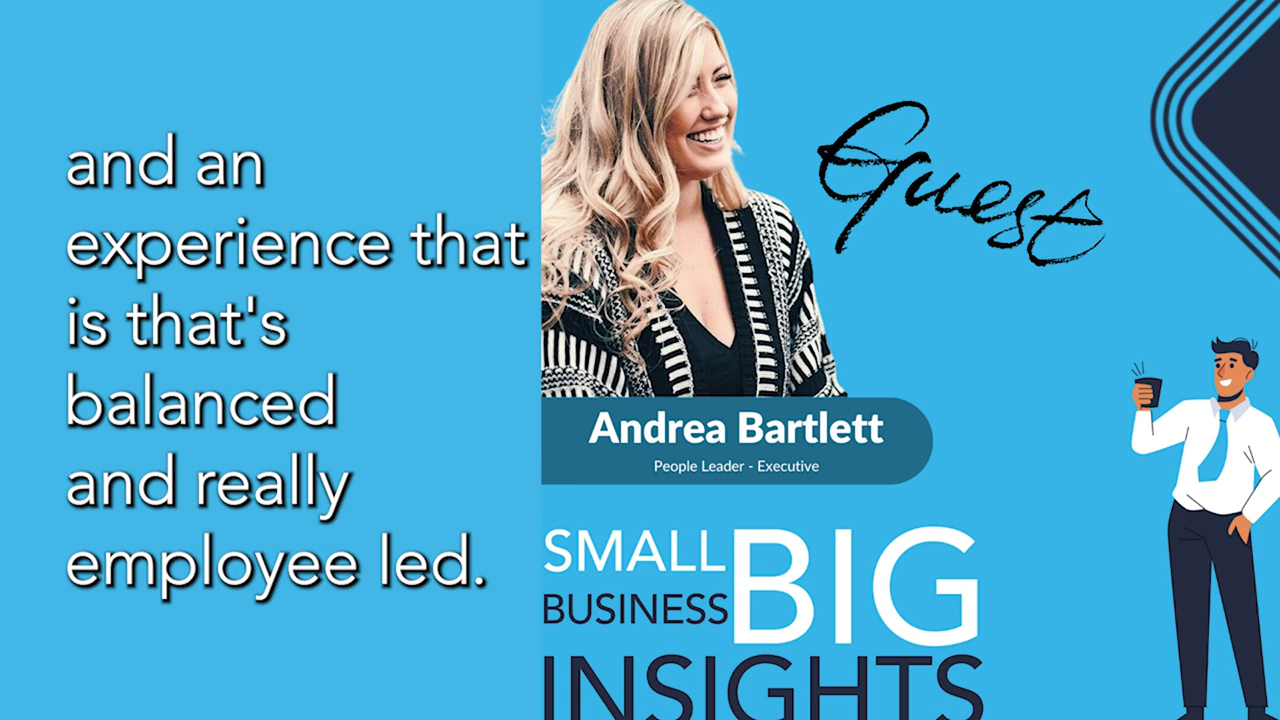 and an
experience that
is that's
balanced
and really
employee led.
Guest
Andrea Bartlett
People Leader - Executive
SMALL BIG
BUSINESS
INSIGHTS